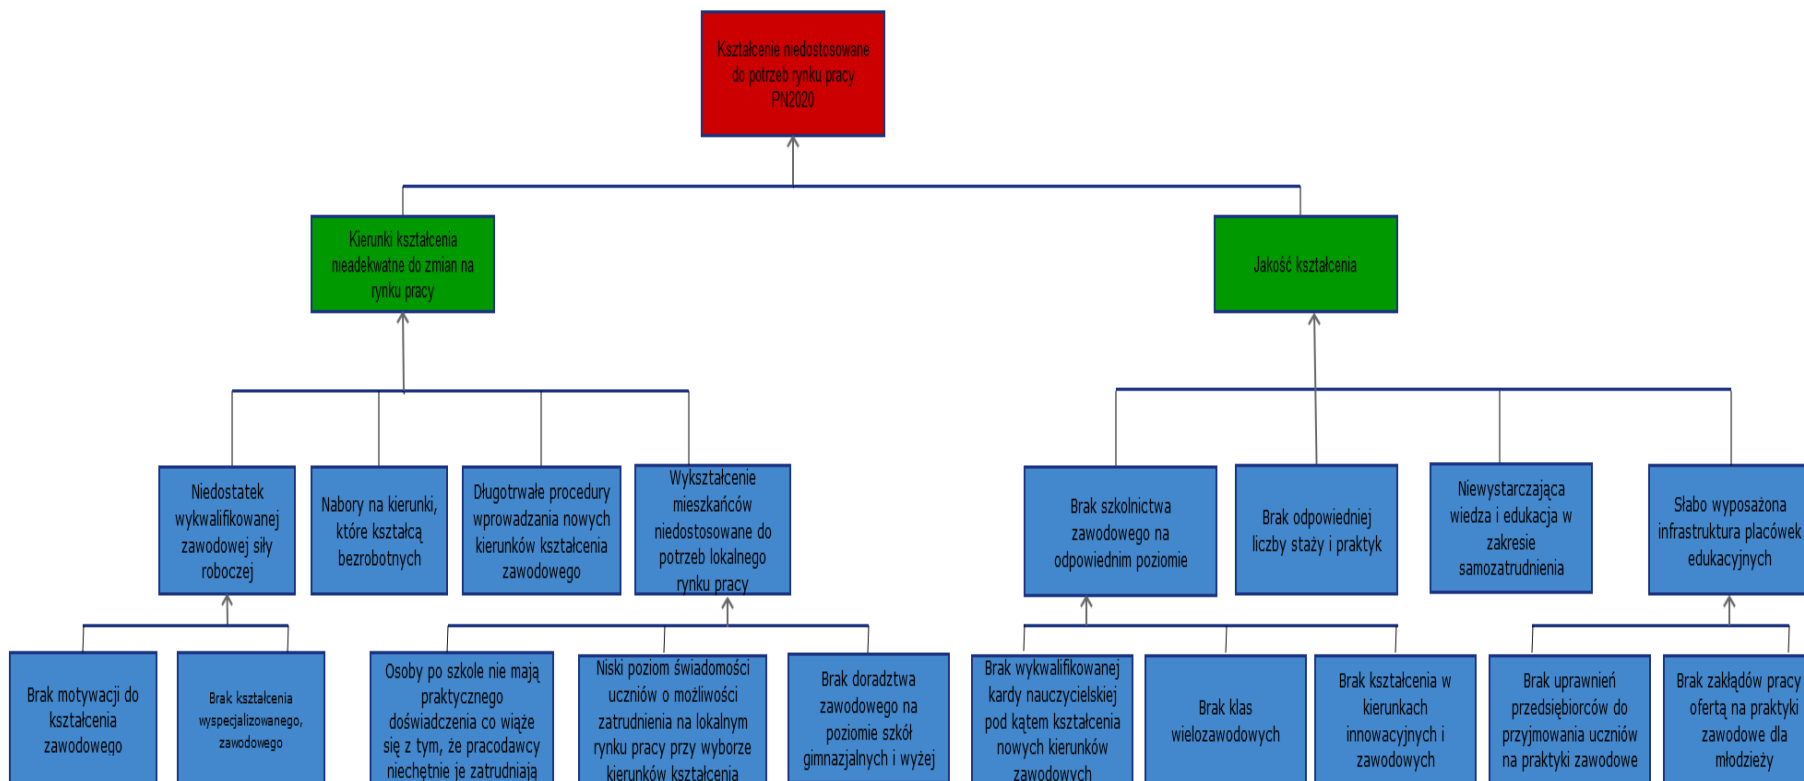 Kształcenie niedostosowane
do potrzeb rynku pracy
PN2020
Kierunki kształcenia
nieadekwatne do zmian na
rynku pracy
Jakość kształcenia
Niedostatek
wykwalifikowanej
zawodowej siły
roboczej
Nabory na kierunki,
które kształcą
bezrobotnych
Długotrwałe procedury
wprowadzania nowych
kierunków kształcenia
zawodowego
Wykształcenie
mieszkańców
niedostosowane do
potrzeb lokalnego
rynku pracy
Brak szkolnictwa
zawodowego na
odpowiednim poziomie
Brak odpowiedniej
liczby staży i praktyk
Niewystarczająca
wiedza i edukacja w
zakresie
samozatrudnienia
Słabo wyposażona
infrastruktura placówek
edukacyjnych
Brak motywacji do
kształcenia
zawodowego
Brak kształcenia
wyspecjalizowanego,
zawodowego
Osoby po szkole nie mają
praktycznego
doświadczenia co wiąże
się z tym, że pracodawcy
niechętnie je zatrudniają
Niski poziom świadomości
uczniów o możliwości
zatrudnienia na lokalnym
rynku pracy przy wyborze
kierunków kształcenia
Brak doradztwa
zawodowego na
poziomie szkół
gimnazjalnych i wyżej
Brak wykwalifikowanej
kardy nauczycielskiej
pod kątem kształcenia
nowych kierunków
zawodowych
Brak klas
wielozawodowych
Brak kształcenia w
kierunkach
innowacyjnych i
zawodowych
Brak uprawnień
przedsiębiorców do
przyjmowania uczniów
na praktyki zawodowe
Brak zakłądów pracy z
ofertą na praktyki
zawodowe dla
młodzieży